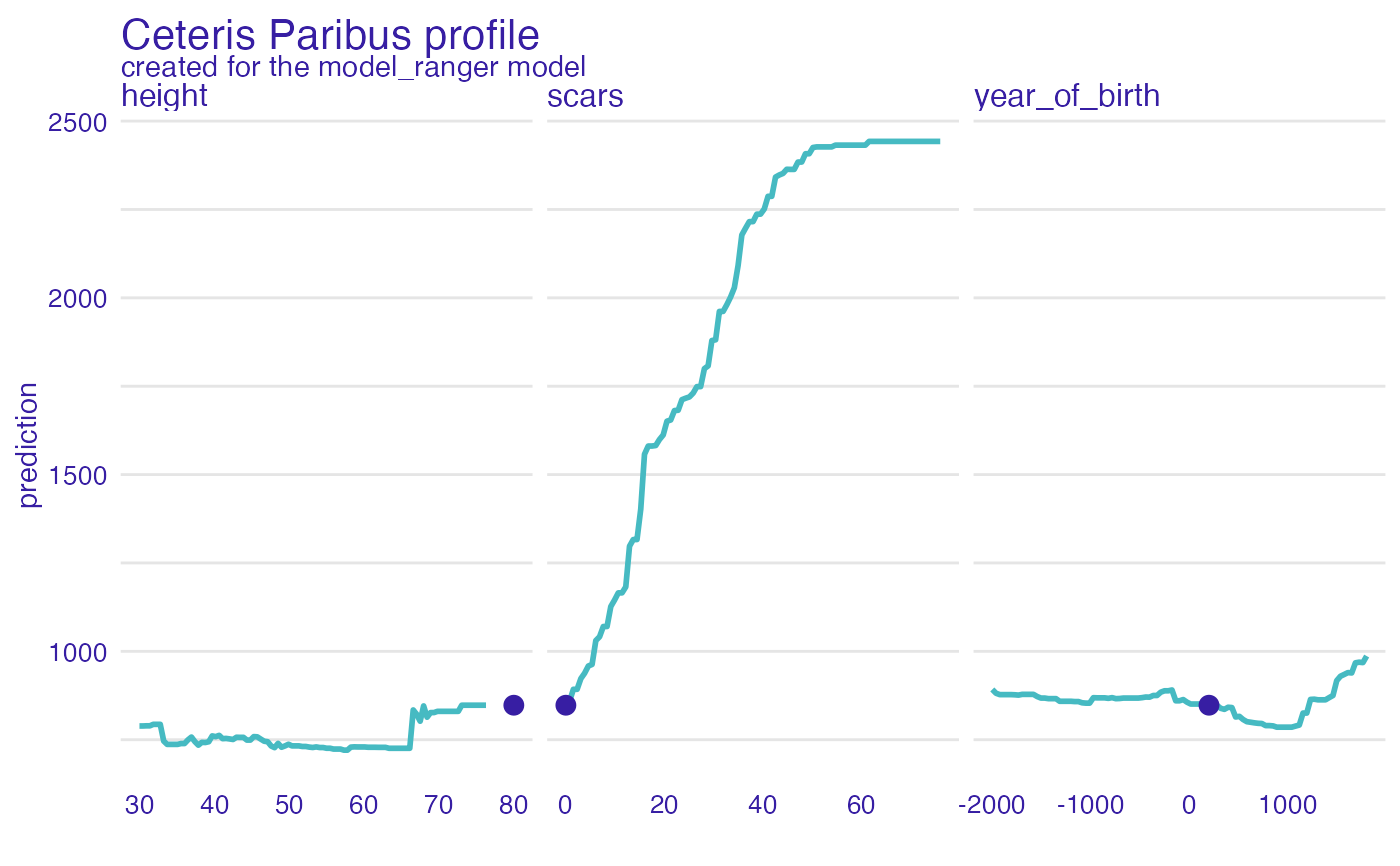 Ceteris Paribus profile
created for the model_ranger model
height scars year_of_birth
2500
2000
1500
1000
prediction
30 40 50 60 70 80 0 20 40 60 -2000 -1000 0 1000